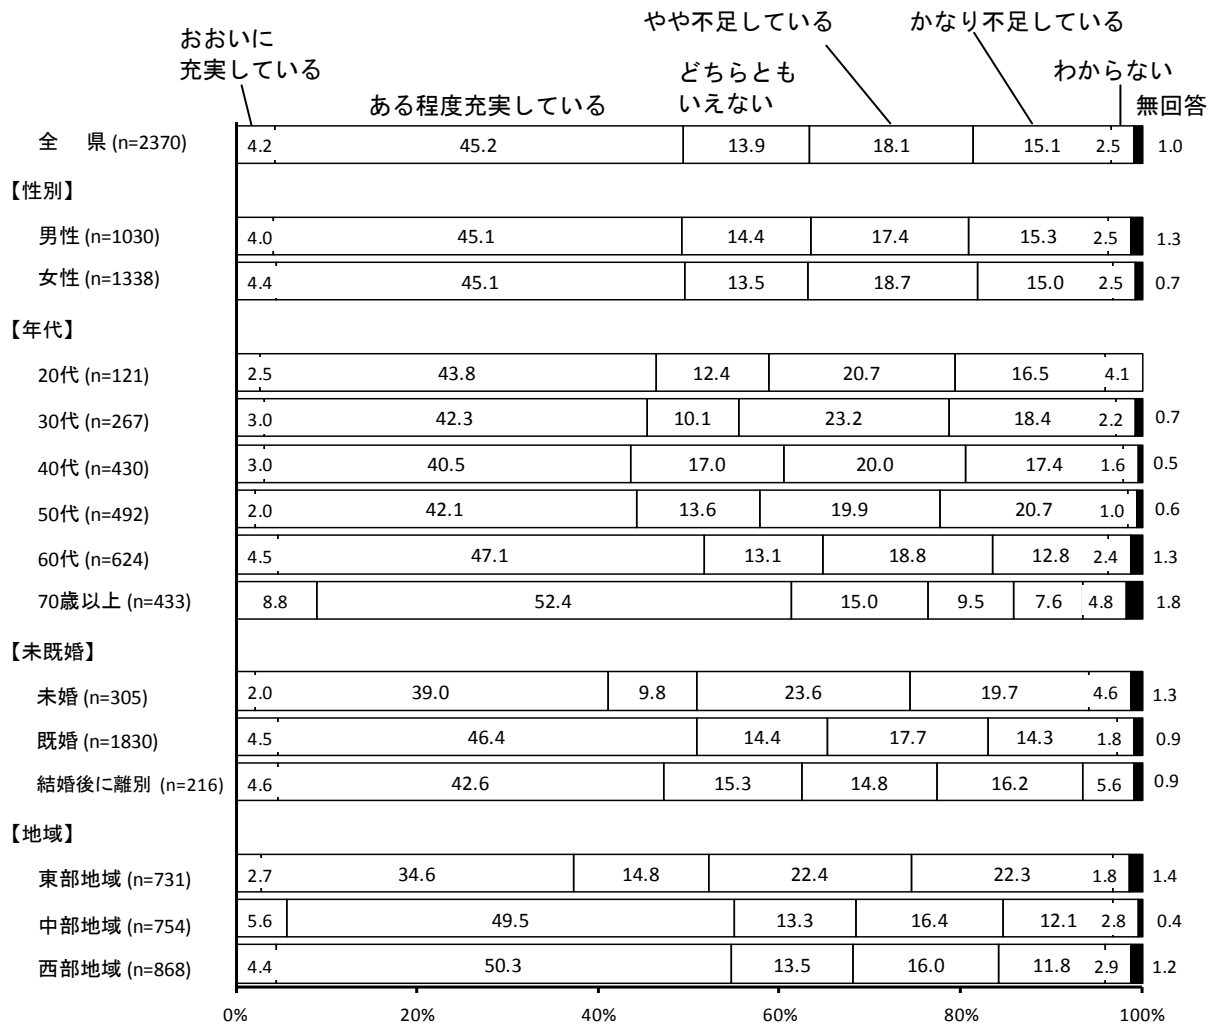 やや不足している
かなり不足している
おおいに
充実している
どちらとも
いえない
わからない
ある程度充実している
無回答
全 県 (n=2370) 4.2 45.2 13.9 18.1 15.1 2.5 1.0
【性別】
男性 (n=1030) 4.0 45.1 14.4 17.4 15.3 2.5 1.3
女性 (n=1338) 4.4 45.1 13.5 18.7 15.0 2.5 0.7
【年代】
20代 (n=121) 2.5 43.8 12.4 20.7 16.5 4.1
30代 (n=267) 3.0 42.3 10.1 23.2 18.4 2.2 0.7
40代 (n=430) 3.0 40.5 17.0 20.0 17.4 1.6 0.5
50代 (n=492) 2.0 42.1 13.6 19.9 20.7 1.0 0.6
60代 (n=624) 4.5 47.1 13.1 18.8 12.8 2.4 1.3
70歳以上 (n=433) 8.8 52.4 15.0 9.5 7.6 4.8 1.8
【未既婚】
未婚 (n=305) 2.0 39.0 9.8 23.6 19.7 4.6 1.3
既婚 (n=1830) 4.5 46.4 14.4 17.7 14.3 1.8 0.9
結婚後に離別 (n=216) 4.6 42.6 15.3 14.8 16.2 5.6 0.9
【地域】
東部地域 (n=731) 2.7 34.6 14.8 22.4 22.3 1.8 1.4
中部地域 (n=754) 5.6 49.5 13.3 16.4 12.1 2.8 0.4
西部地域 (n=868) 4.4 50.3 13.5 16.0 11.8 2.9 1.2
0% 20% 40% 60% 80% 100%